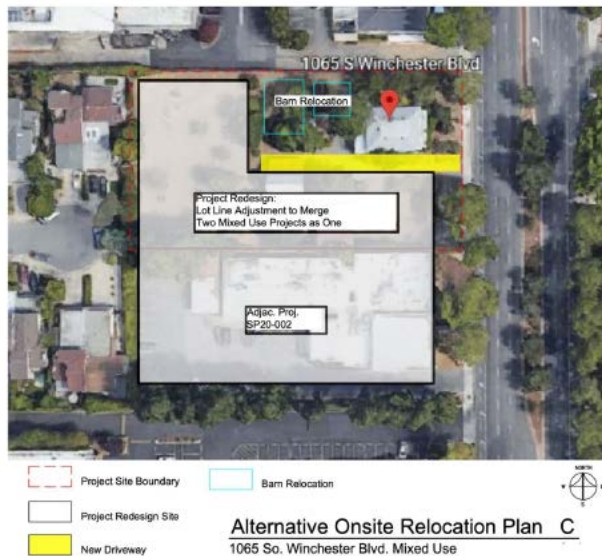 1065 S Winchester Blvd
Barn Relocation
Project Redesign:
Lot Line Adjustment to Merge
Two Mixed Use Projects as One
Adjac. Proj.
SP20-002
Project Site Boundary
Barn Relocation
Project Redesign Site
New Driveway
NORTH
S
Alternative Onsite Relocation Plan C
1065 So. Winchester Blvd. Mixed Use